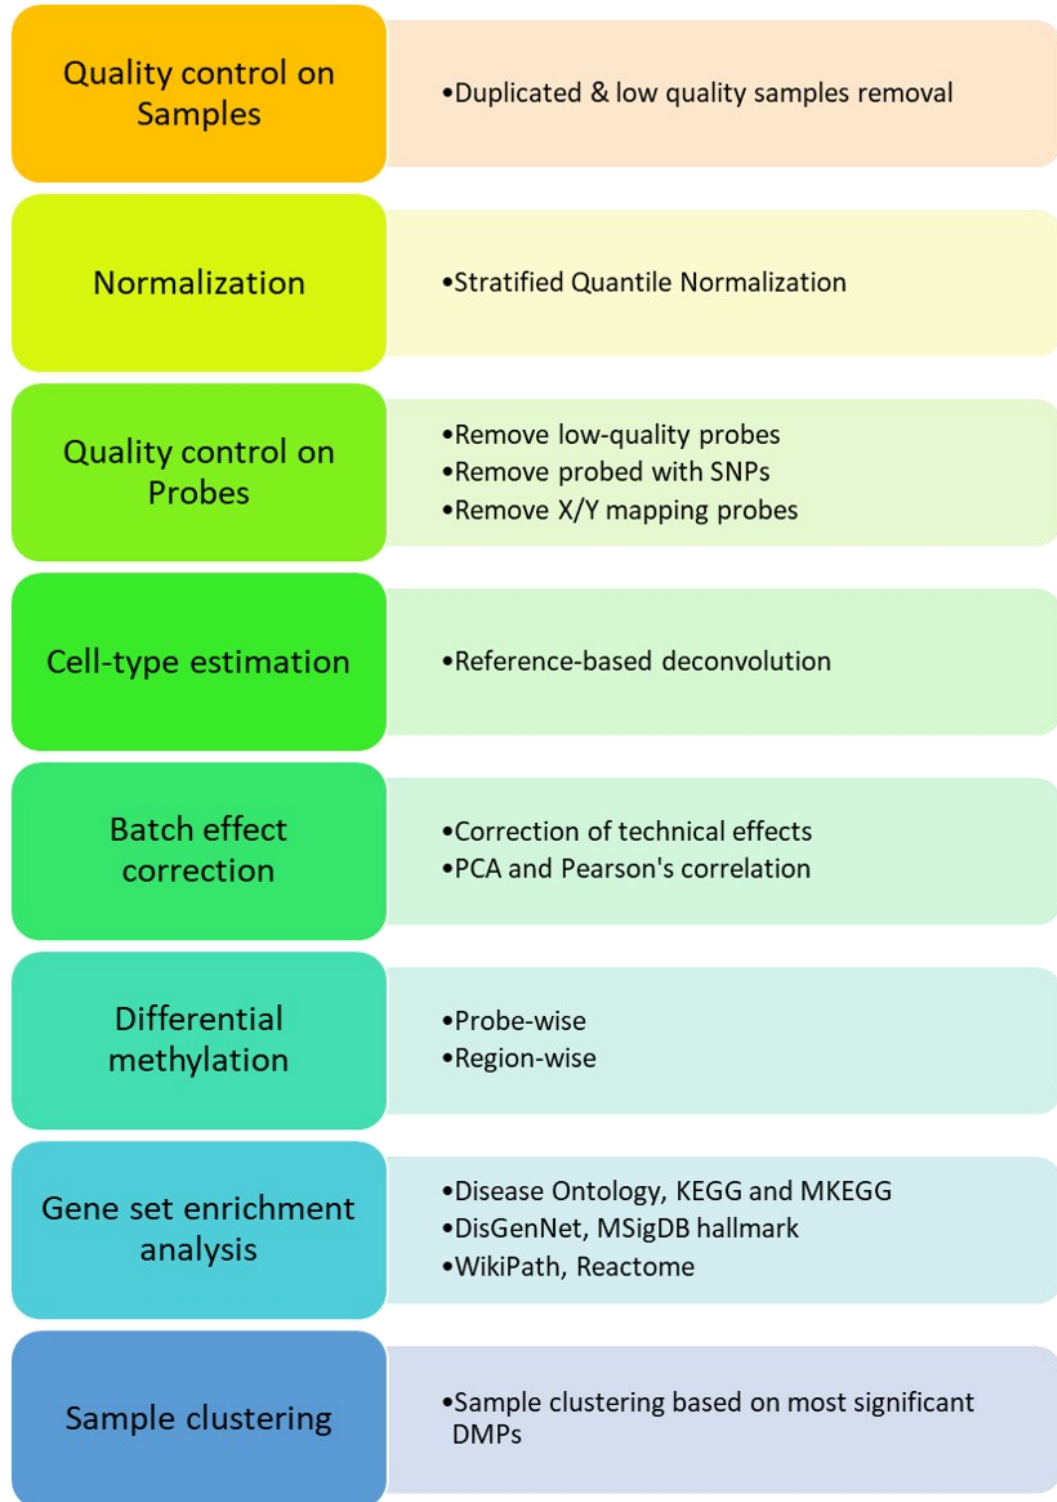 Quality control on
Samples
•Duplicated & low quality samples removal
Normalization
•Stratified Quantile Normalization
Quality control on
Probes
•Remove low-quality probes
•Remove probed with SNPs
•Remove X/Y mapping probes
Cell-type estimation
•Reference-based deconvolution
Batch effect
correction
•Correction of technical effects
•PCA and Pearson's correlation
Differential
methylation
•Probe-wise
•Region-wise
Gene set enrichment
analysis
•Disease Ontology, KEGG and MKEGG
•DisGenNet, MSigDB hallmark
•WikiPath, Reactome
Sample clustering
•Sample clustering based on most significant
DMPs